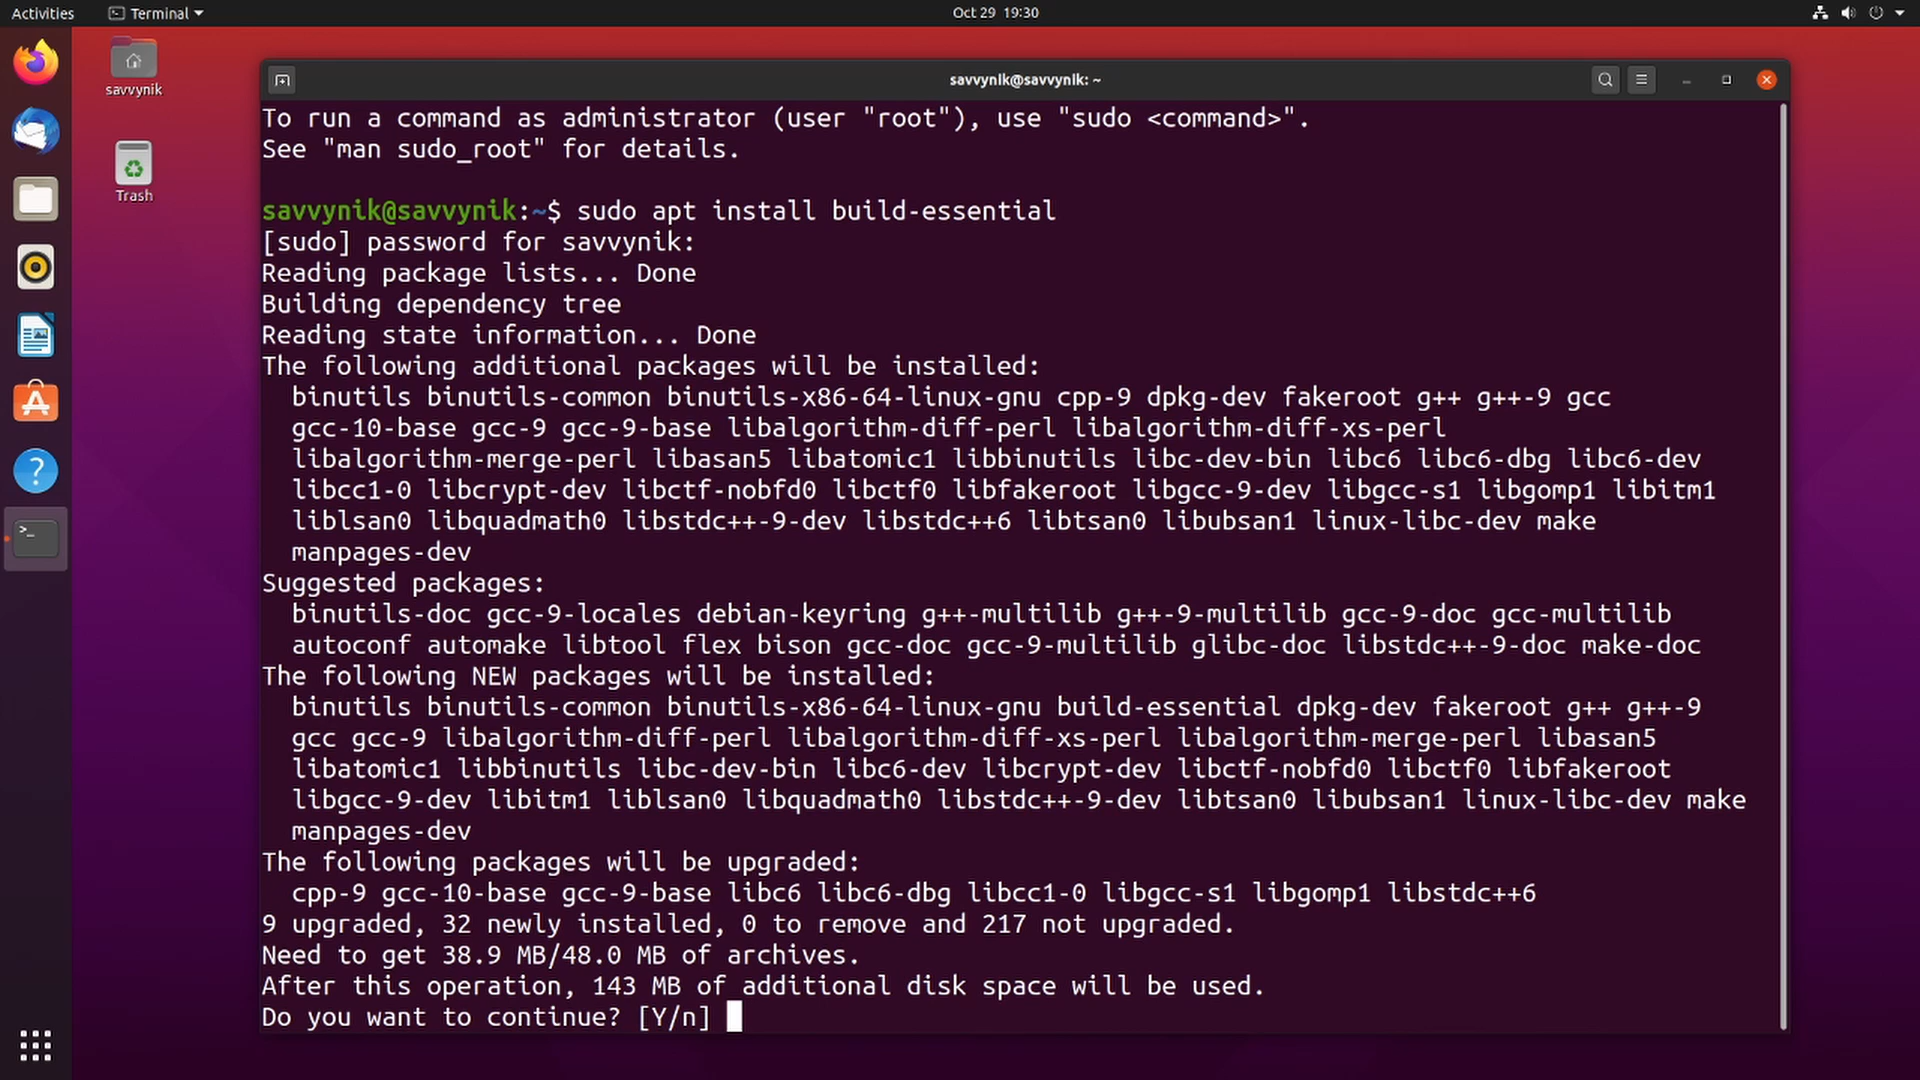 Activities
Terminal
Oct 29 19:30
savvynik
Trash
savvynik@savvynik: ~
To run a command as administrator (user "root"), use "sudo <command>".
See "man sudo_root" for details.
savvynik@savvynik:~$ sudo apt install build-essential
[sudo] password for savvynik:
Reading package lists... Done
Building dependency tree
Reading state information... Done
The following additional packages will be installed:
binutils binutils-common binutils-x86-64-linux-gnu cpp-9 dpkg-dev fakeroot g++ g++-9 gcc
gcc-10-base gcc-9 gcc-9-base libalgorithm-diff-perl libalgorithm-diff-xs-perl
libalgorithm-merge-perl libasan5 libatomic1 libbinutils libc-dev-bin libc6 libc6-dbg libc6-dev
libcc1-0 libcrypt-dev libctf-nobfd0 libctf0 libfakeroot libgcc-9-dev libgcc-s1 libgomp1 libitm1
liblsan0 libquadmath0 libstdc++-9-dev libstdc++6 libtsan0 libubsan1 linux-libc-dev make
manpages-dev
Suggested packages:
binutils-doc gcc-9-locales debian-keyring g++-multilib g++-9-multilib gcc-9-doc gcc-multilib
autoconf automake libtool flex bison gcc-doc gcc-9-multilib glibc-doc libstdc++-9-doc make-doc
The following NEW packages will be installed:
binutils binutils-common binutils-x86-64-linux-gnu build-essential dpkg-dev fakeroot g++ g++-9
gcc gcc-9 libalgorithm-diff-perl libalgorithm-diff-xs-perl libalgorithm-merge-perl libasan5
libatomic1 libbinutils libc-dev-bin libc6-dev libcrypt-dev libctf-nobfd0 libctf0 libfakeroot
libgcc-9-dev libitm1 liblsan0 libquadmath0 libstdc++-9-dev libtsan0 libubsan1 linux-libc-dev make
manpages-dev
The following packages will be upgraded:
cpp-9 gcc-10-base gcc-9-base libc6 libc6-dbg libcc1-0 libgcc-s1 libgomp1 libstdc++6
9 upgraded, 32 newly installed, 0 to remove and 217 not upgraded.
Need to get 38.9 MB/48.0 MB of archives.
After this operation, 143 MB of additional disk space will be used.
Do you want to continue? [Y/n]